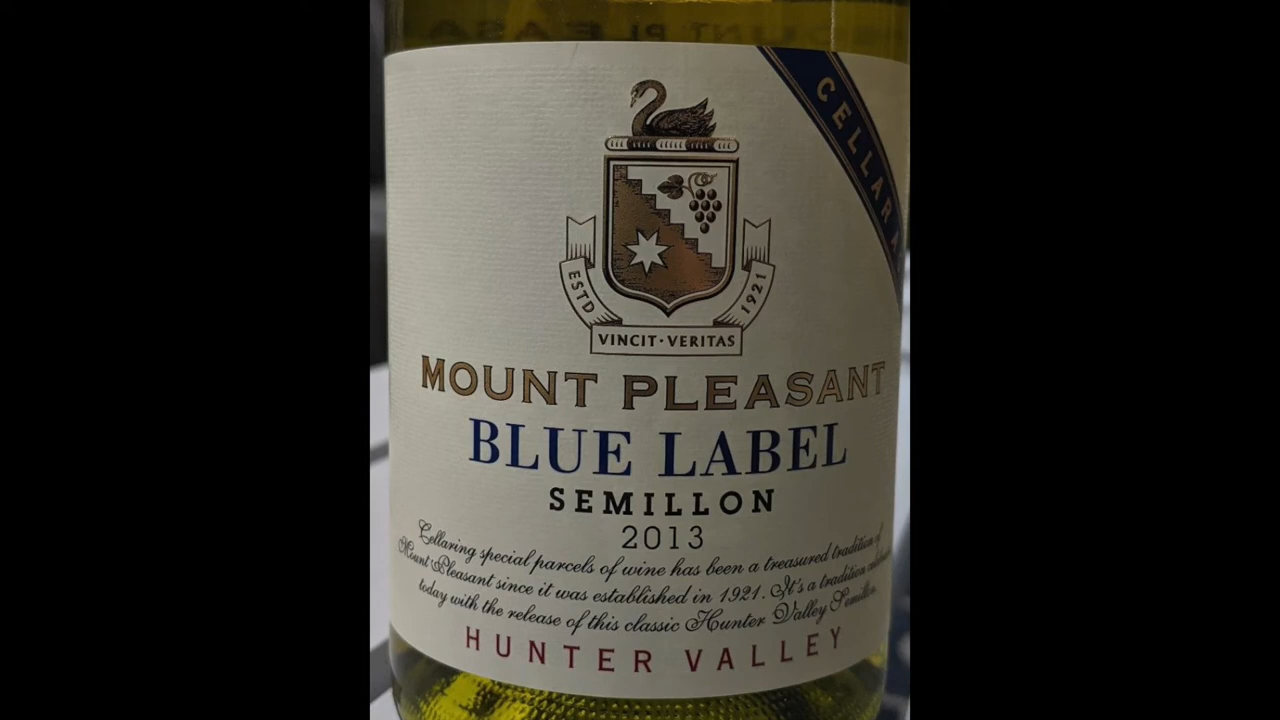 CELLAR
ESTD
1921
VINCIT·VERITAS
MOUNT PLEASANT
BLUE LABEL
SEMILLON
2013
Cellaring special parcels of wine has been a treasured tradition of
Mount Pleasant since it was established in 1921. It's a tradition
today with the release of this classic Hunter Valley Semillon.
HUNTER VALLEY